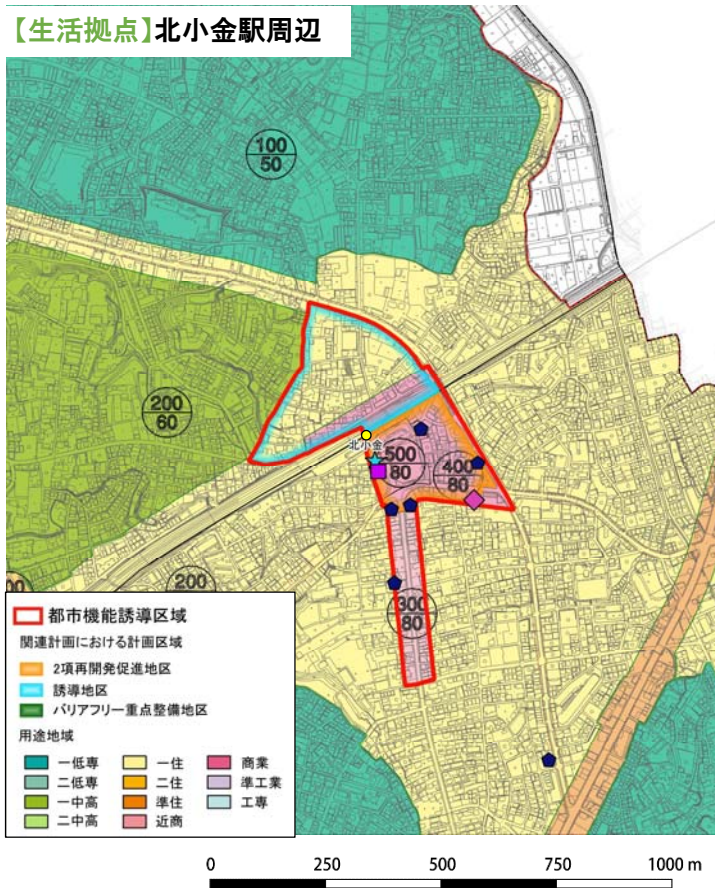 【生活拠点】北小金駅周辺
100
50
200
60
北小金
500
80
400
80
200
300
80
都市機能誘導区域
関連計画における計画区域
2項再開発促進地区
誘導地区
バリアフリー重点整備地区
用途地域
一低専 一住 商業
二低専 二住 準工業
一中高 準住 工専
二中高 近商
0 250 500 750 1000 m